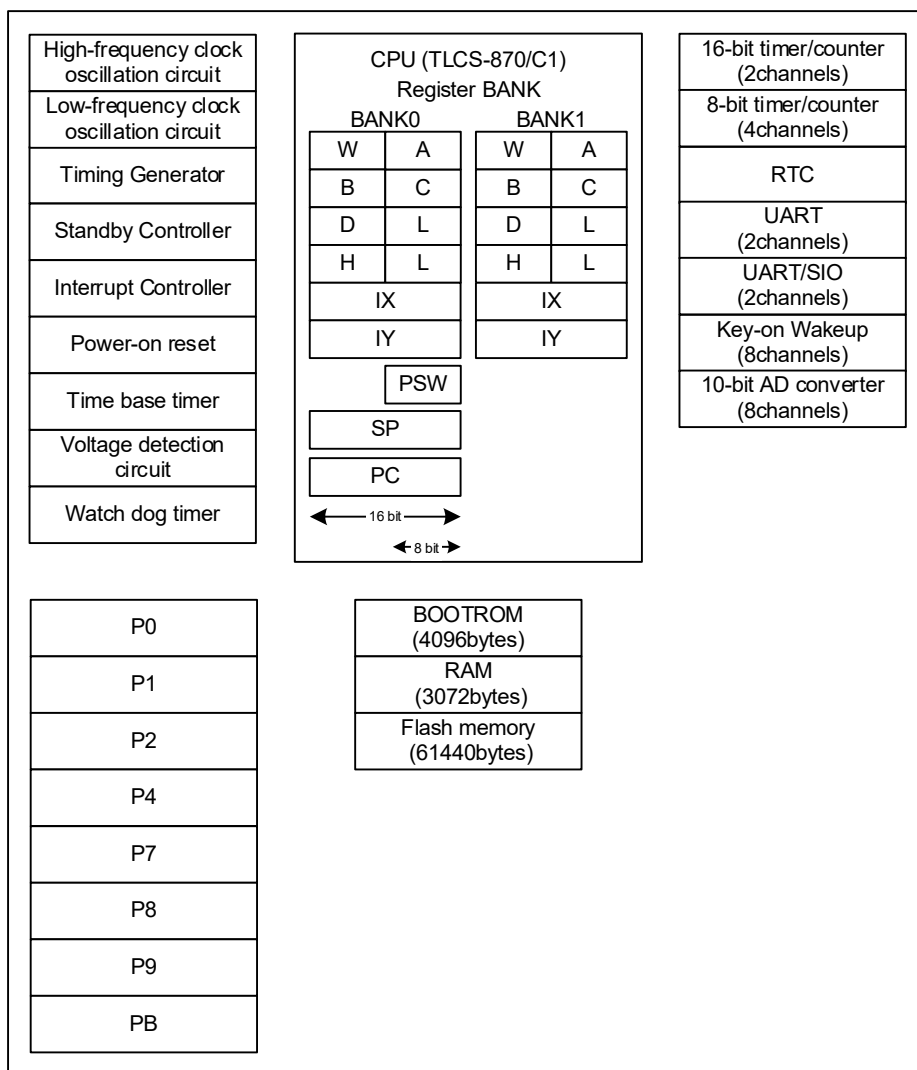 High-frequency clock
oscillation circuit
Low-frequency clock
oscillation circuit
Timing Generator
Standby Controller
Interrupt Controller
Power-on reset
Time base timer
Voltage detection
circuit
Watch dog timer
CPU (TLCS-870/C1)
Register BANK
BANK0 BANK1
W A W A
B C B C
D L D L
H L H L
IX IX
IY IY
PSW
SP
PC
16 bit
8 bit
16-bit timer/counter
(2channels)
8-bit timer/counter
(4channels)
RTC
UART
(2channels)
UART/SIO
(2channels)
Key-on Wakeup
(8channels)
10-bit AD converter
(8channels)
P0
P1
P2
P4
P7
P8
P9
PB
BOOTROM
(4096bytes)
RAM
(3072bytes)
Flash memory
(61440bytes)